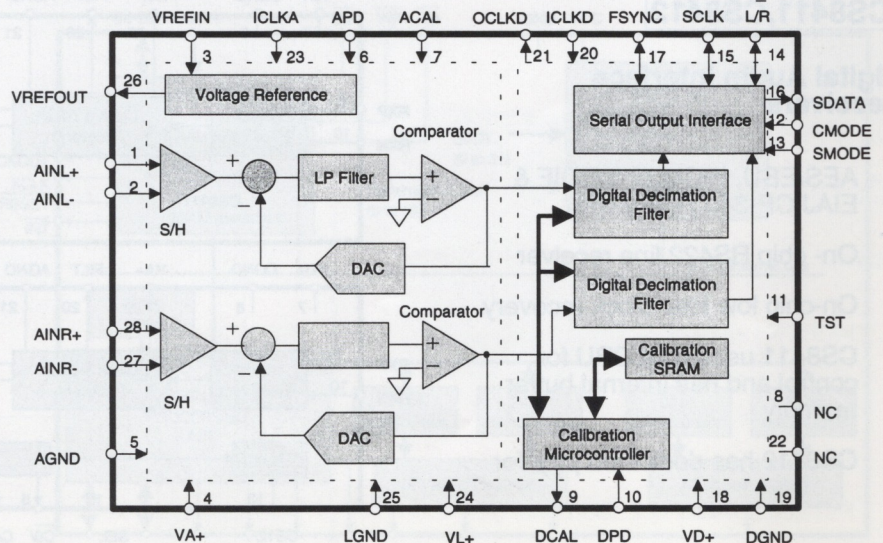 VREFIN ICLKA APD ACAL OCLKD ICLKD FSYNC SCLK L/R
3 23 6 7 21 20 17 15 14
26
VREFOUT
Voltage Reference
Serial Output Interface
16
SDATA
12
CMODE
13
SMODE
Comparator
AINL+
1
+
LP Filter
+
AINL-
2
−
−
S/H
DAC
Digital Decimation
Filter
Digital Decimation
Filter
11
TST
Comparator
AINR+
28
+
+
AINR-
27
−
−
S/H
DAC
Calibration
SRAM
8
NC
Calibration
Microcontroller
22
NC
AGND
5
4 25 24 9 10 18 19
VA+ LGND VL+ DCAL DPD VD+ DGND